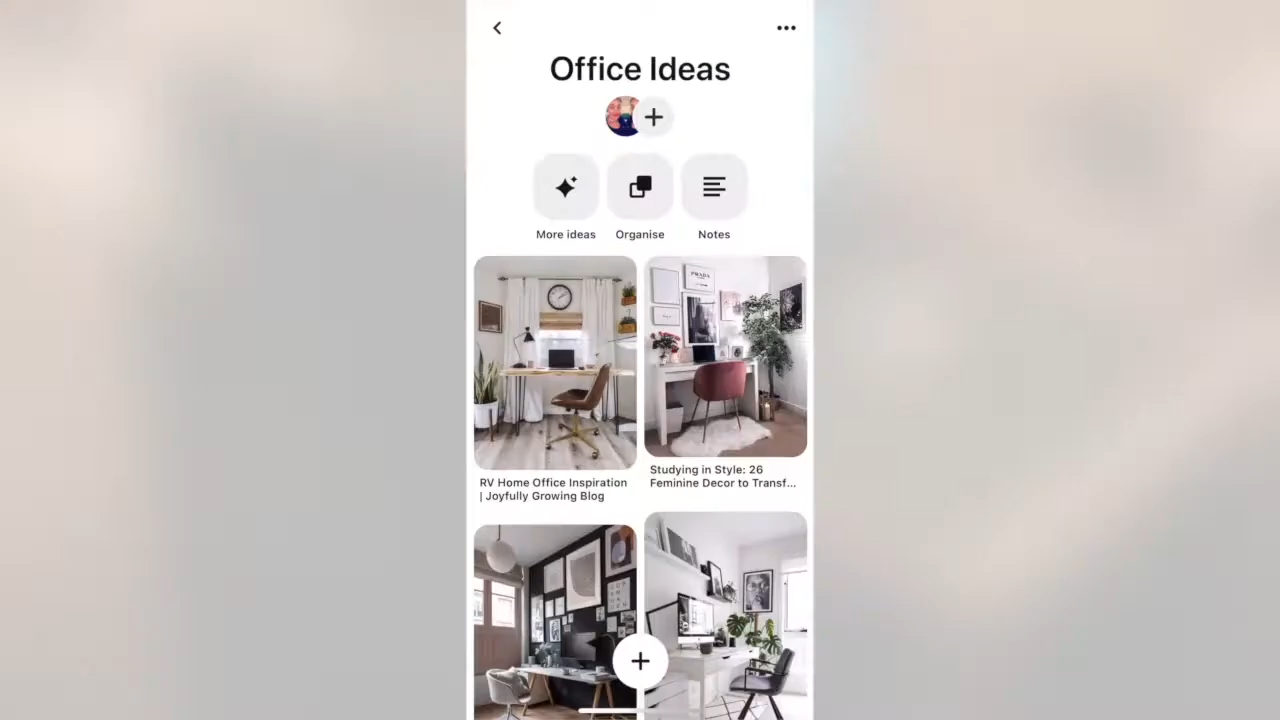 Office Ideas
More ideas
Organise
Notes
PRADA
RV Home Office Inspiration
| Joyfully Growing Blog
Studying in Style: 26
Feminine Decor to Transf...